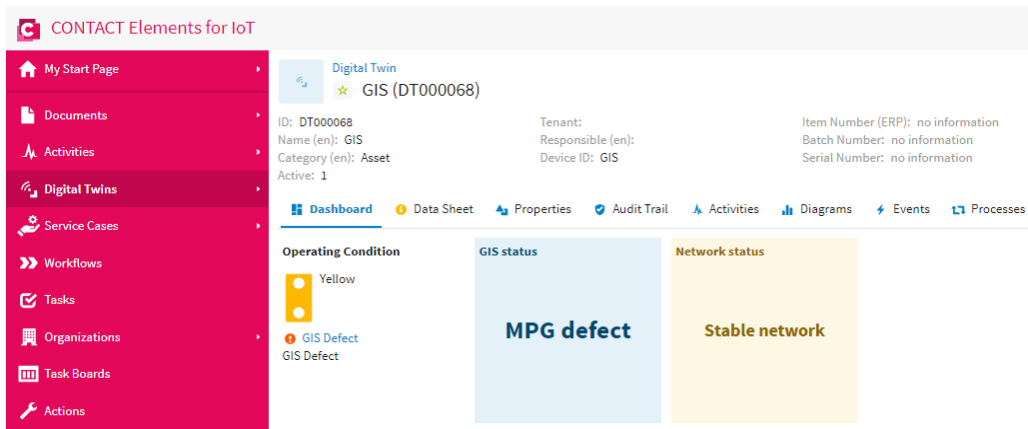 CONTACT Elements for IoT
My Start Page
Documents
Activities
Digital Twins
Service Cases
Workflows
Tasks
Organizations
Task Boards
Actions
Digital Twin
GIS (DT000068)
ID: DT000068
Name (en): GIS
Category (en): Asset
Active: 1
Tenant:
Responsible (en):
Device ID: GIS
Item Number (ERP): no information
Batch Number: no information
Serial Number: no information
Dashboard Data Sheet Properties Audit Trail Activities Diagrams Events Processes
Operating Condition
Yellow
GIS Defect
GIS Defect
GIS status
MPG defect
Network status
Stable network